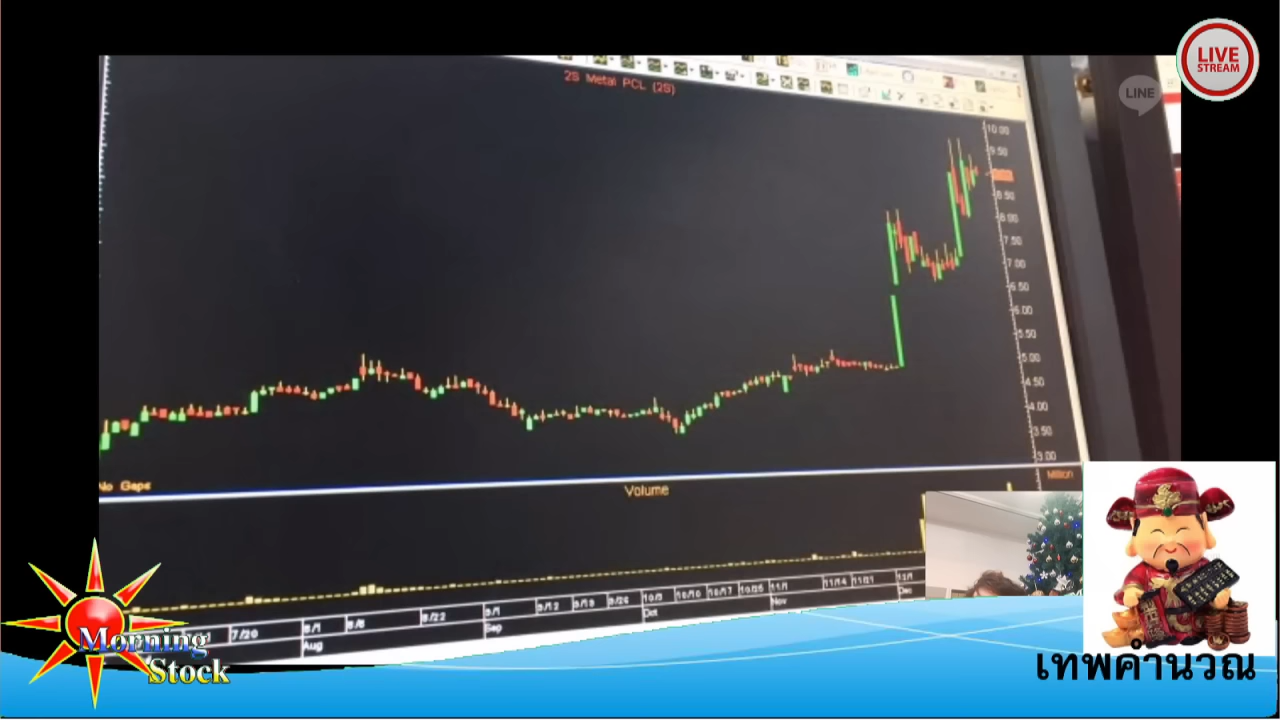 LIVE
STREAM
LINE
2S Metal PCL (2S)
10.00
9.50
8.50
8.00
7.50
7.00
6.50
6.00
5.50
5.00
4.50
4.00
3.50
3.00
No Gaps
Volume
Million
7/20
8/1
8/8
8/22
9/1
9/12
9/19
9/26
10/3
10/10
10/17
10/25
11/1
11/14
11/21
12/1
Aug
Sep
Oct
Nov
Dec
Morning
Stock
เทพคำนวณ